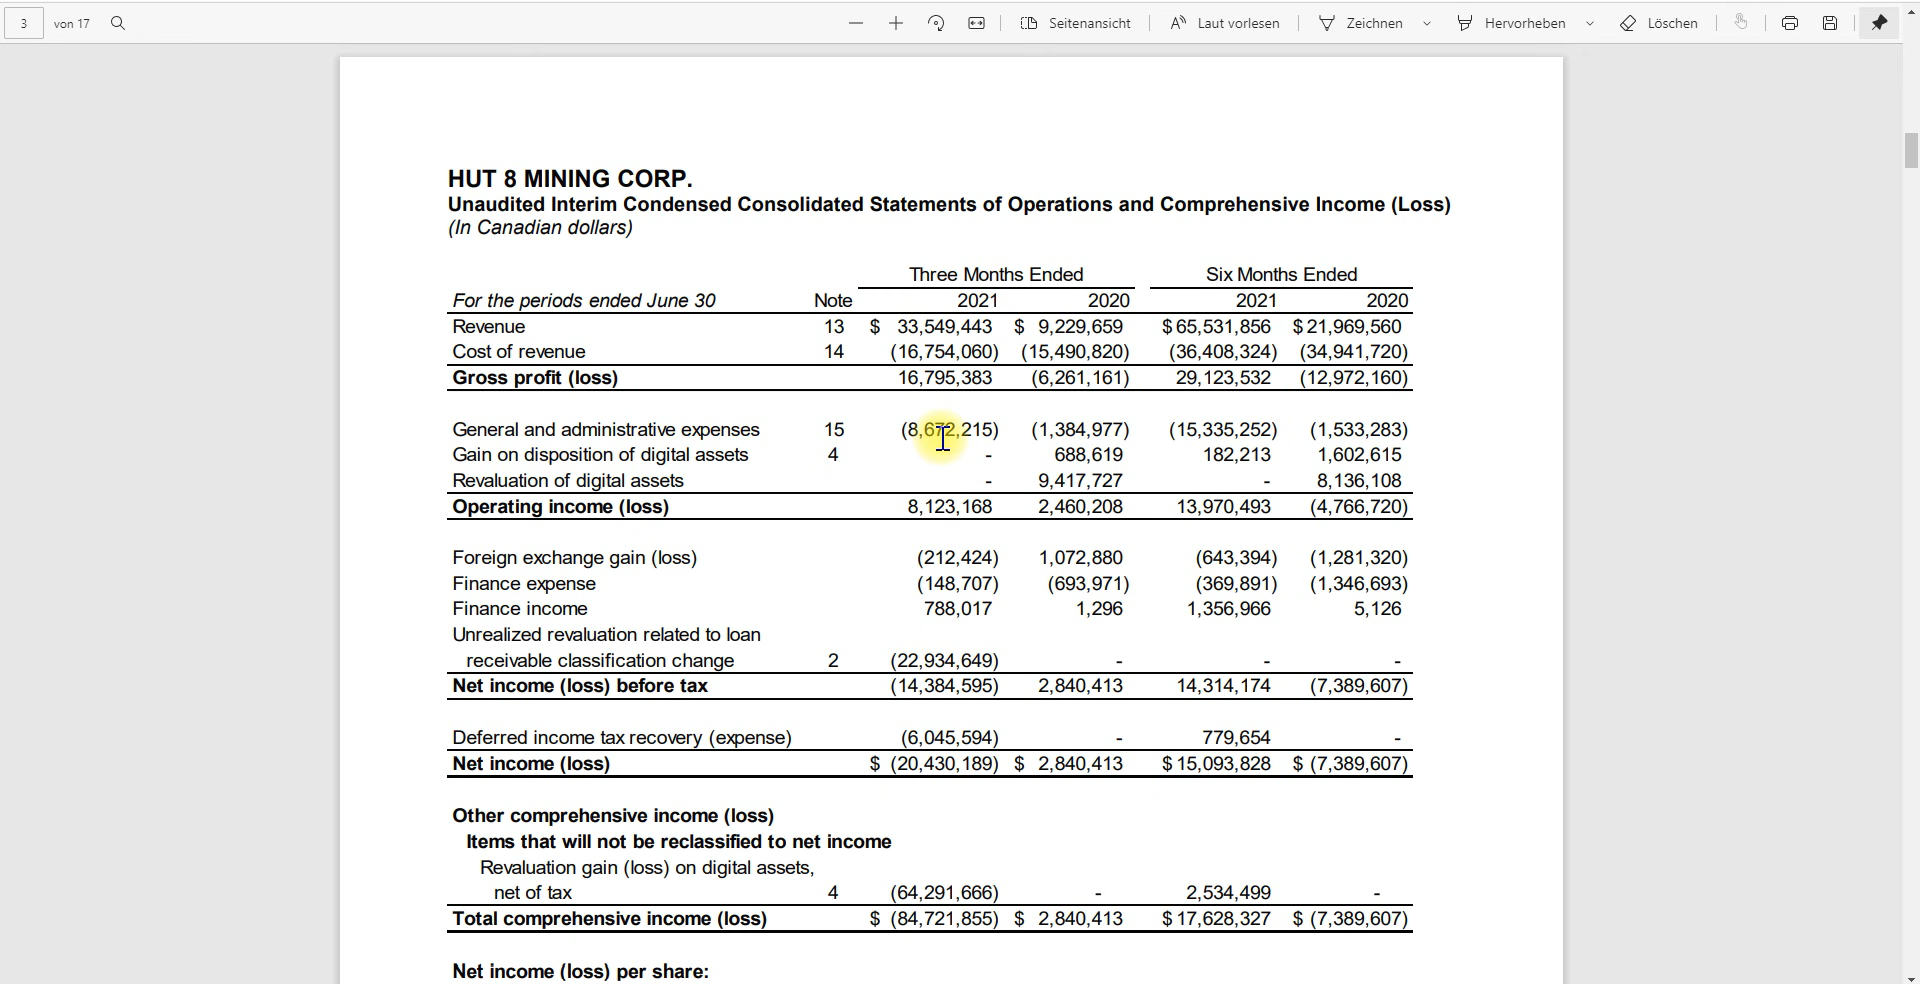 3 von 17 Seitenansicht Laut vorlesen Zeichnen Hervorheben Löschen
HUT 8 MINING CORP.
Unaudited Interim Condensed Consolidated Statements of Operations and Comprehensive Income (Loss)
(In Canadian dollars)
Three Months Ended Six Months Ended
For the periods ended June 30 Note 2021 2020 2021 2020
Revenue 13 $ 33,549,443 $ 9,229,659 $ 65,531,856 $ 21,969,560
Cost of revenue 14 (16,754,060) (15,490,820) (36,408,324) (34,941,720)
Gross profit (loss) 16,795,383 (6,261,161) 29,123,532 (12,972,160)
General and administrative expenses 15 (8,672,215) (1,384,977) (15,335,252) (1,533,283)
Gain on disposition of digital assets 4 - 688,619 182,213 1,602,615
Revaluation of digital assets - 9,417,727 - 8,136,108
Operating income (loss) 8,123,168 2,460,208 13,970,493 (4,766,720)
Foreign exchange gain (loss) (212,424) 1,072,880 (643,394) (1,281,320)
Finance expense (148,707) (693,971) (369,891) (1,346,693)
Finance income 788,017 1,296 1,356,966 5,126
Unrealized revaluation related to loan
receivable classification change 2 (22,934,649) - - -
Net income (loss) before tax (14,384,595) 2,840,413 14,314,174 (7,389,607)
Deferred income tax recovery (expense) (6,045,594) - 779,654 -
Net income (loss) $ (20,430,189) $ 2,840,413 $ 15,093,828 $ (7,389,607)
Other comprehensive income (loss)
Items that will not be reclassified to net income
Revaluation gain (loss) on digital assets,
net of tax 4 (64,291,666) - 2,534,499 -
Total comprehensive income (loss) $ (84,721,855) $ 2,840,413 $ 17,628,327 $ (7,389,607)
Net income (loss) per share: